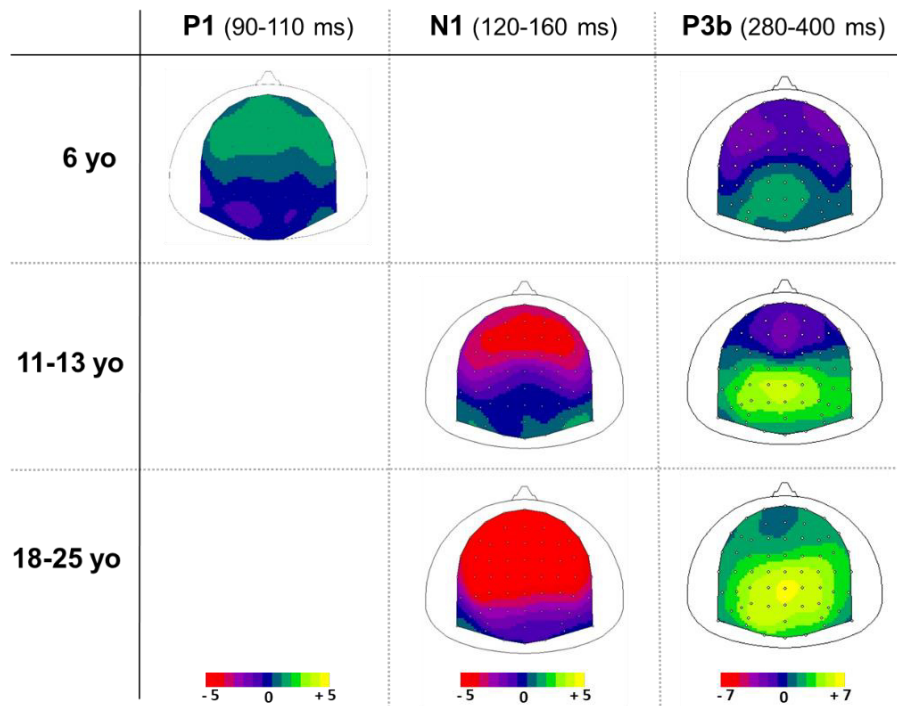 P1 (90-110 ms) N1 (120-160 ms) P3b (280-400 ms)
6 yo
11-13 yo
18-25 yo
- 5 0 + 5 -5 0 + 5 - 7 0 +7